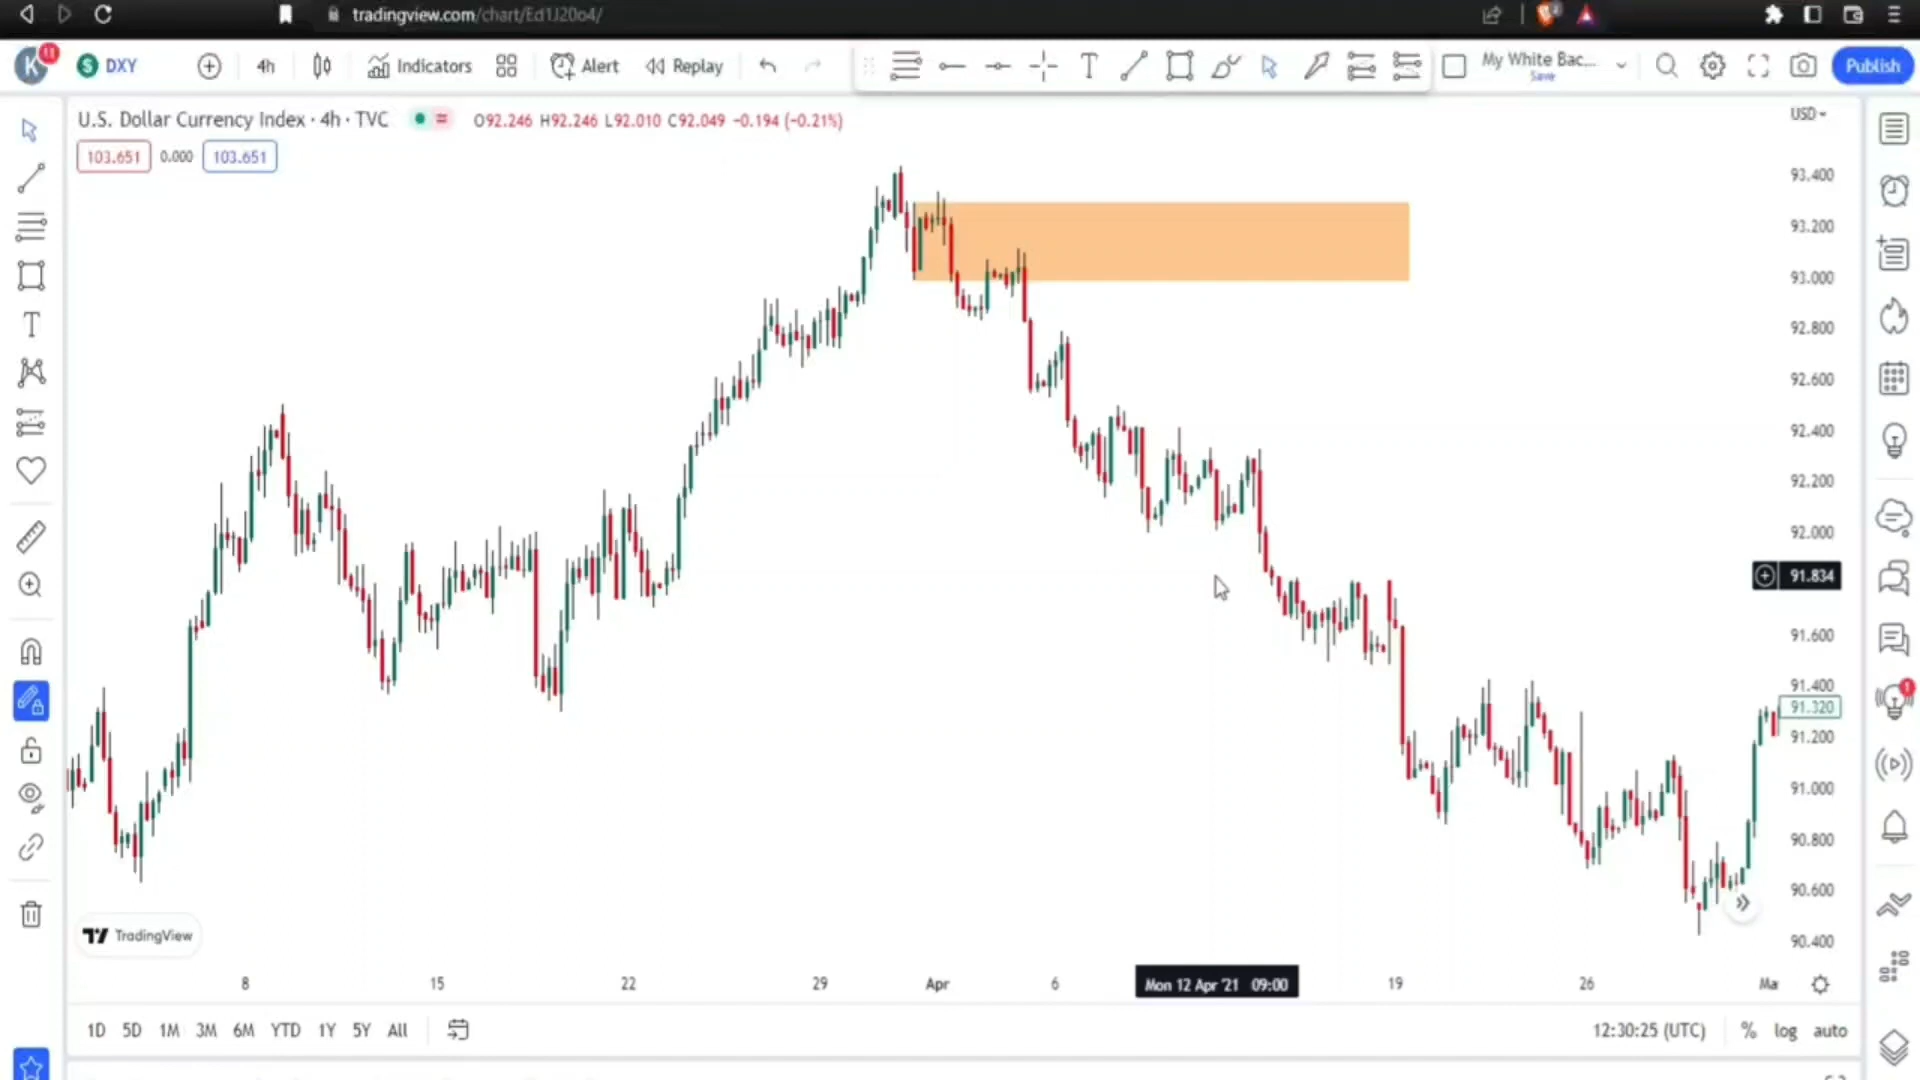 tradingview.com/chart/Ed1J20o4/
2
K
11
$ DXY
4h
Indicators
Alert
Replay
T
My White Bac...
Save
Publish
U.S. Dollar Currency Index · 4h · TVC
O92.246 H92.246 L92.010 C92.049 −0.194 (−0.21%)
103.651
0.000
103.651
USD
93.400
93.200
93.000
92.800
92.600
92.400
92.200
92.000
91.834
91.600
91.400
91.320
91.200
91.000
90.800
90.600
90.400
T
1
TradingView
8
15
22
29
Apr
6
Mon 12 Apr '21 09:00
19
26
Ma
1D
5D
1M
3M
6M
YTD
1Y
5Y
All
12:30:25 (UTC)
%
log
auto